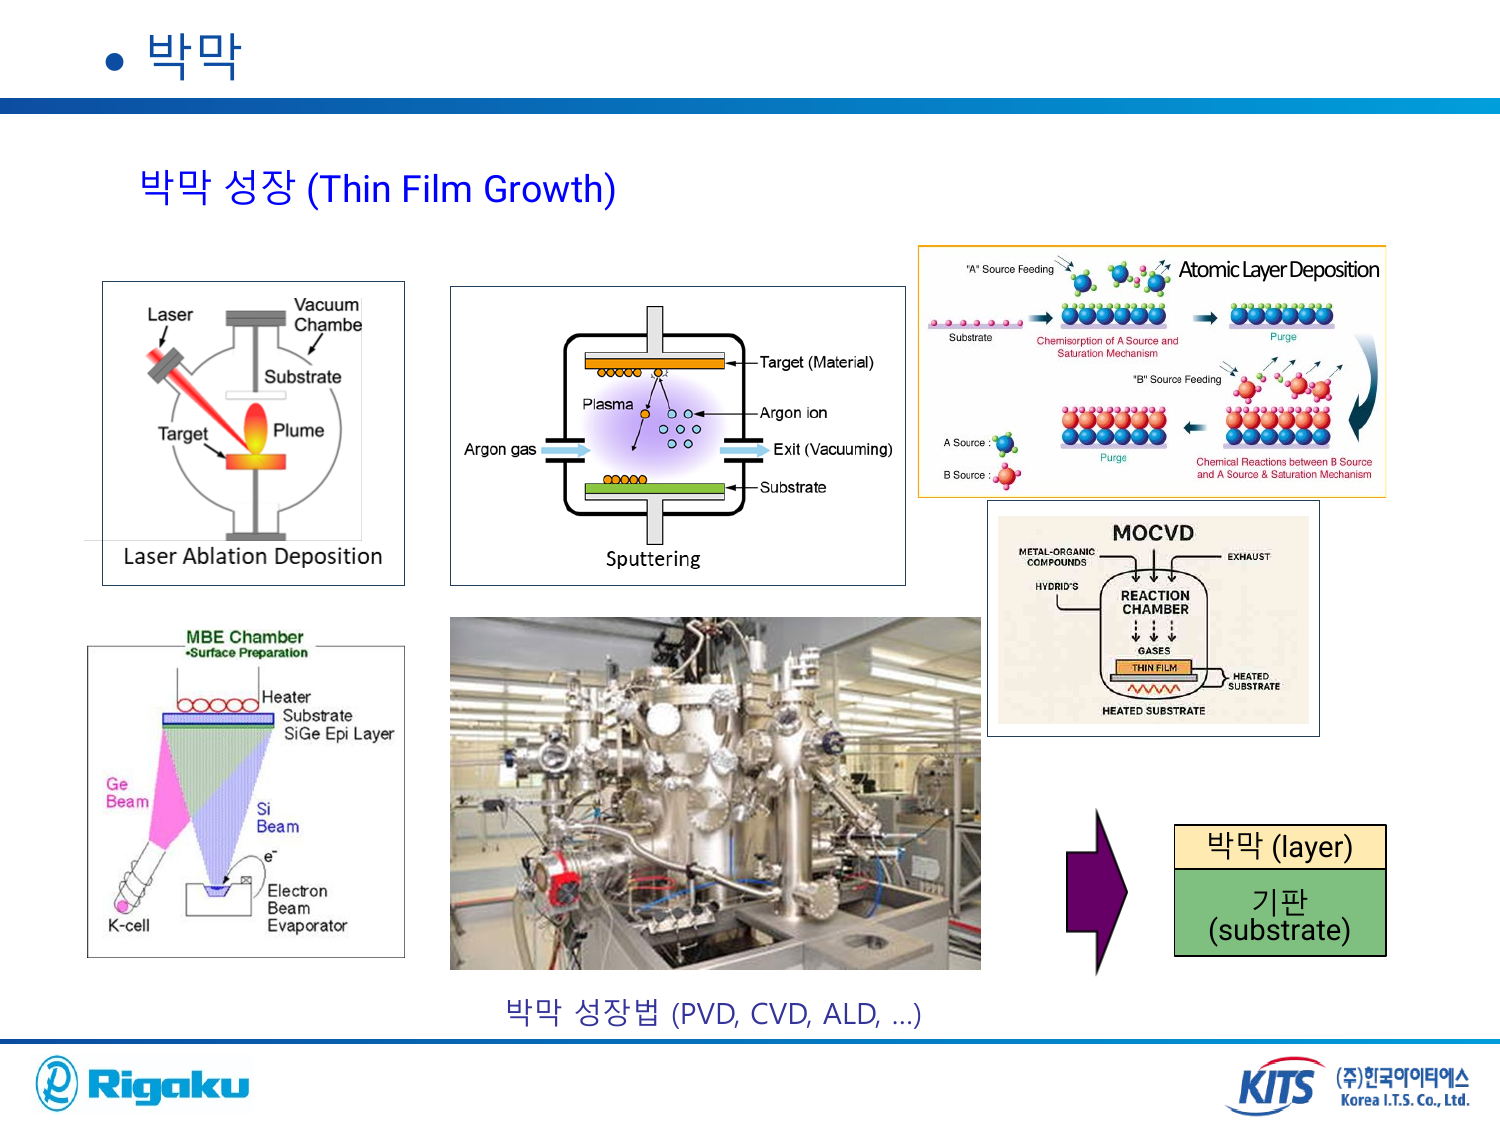 • 박막
박막 성장 (Thin Film Growth)
Laser
Vacuum
Chambe
Substrate
Target
Plume
Laser Ablation Deposition
Target (Material)
Plasma
Argon ion
Argon gas
Exit (Vacuuming)
Substrate
Sputtering
Atomic Layer Deposition
"A" Source Feeding
Substrate
Chemisorption of A Source and
Saturation Mechanism
Purge
"B" Source Feeding
A Source :
B Source :
Purge
Chemical Reactions between B Source
and A Source & Saturation Mechanism
MOCVD
METAL-ORGANIC
COMPOUNDS
EXHAUST
HYDRID'S
REACTION
CHAMBER
GASES
THIN FILM
HEATED
SUBSTRATE
HEATED SUBSTRATE
MBE Chamber
•Surface Preparation
Heater
Substrate
SiGe Epi Layer
Ge
Beam
Si
Beam
e-
Electron
Beam
Evaporator
K-cell
박막 (layer)
기판
(substrate)
박막 성장법 (PVD, CVD, ALD, ...)
Rigaku
KITS
(주)한국아이티에스
Korea I.T.S. Co., Ltd.